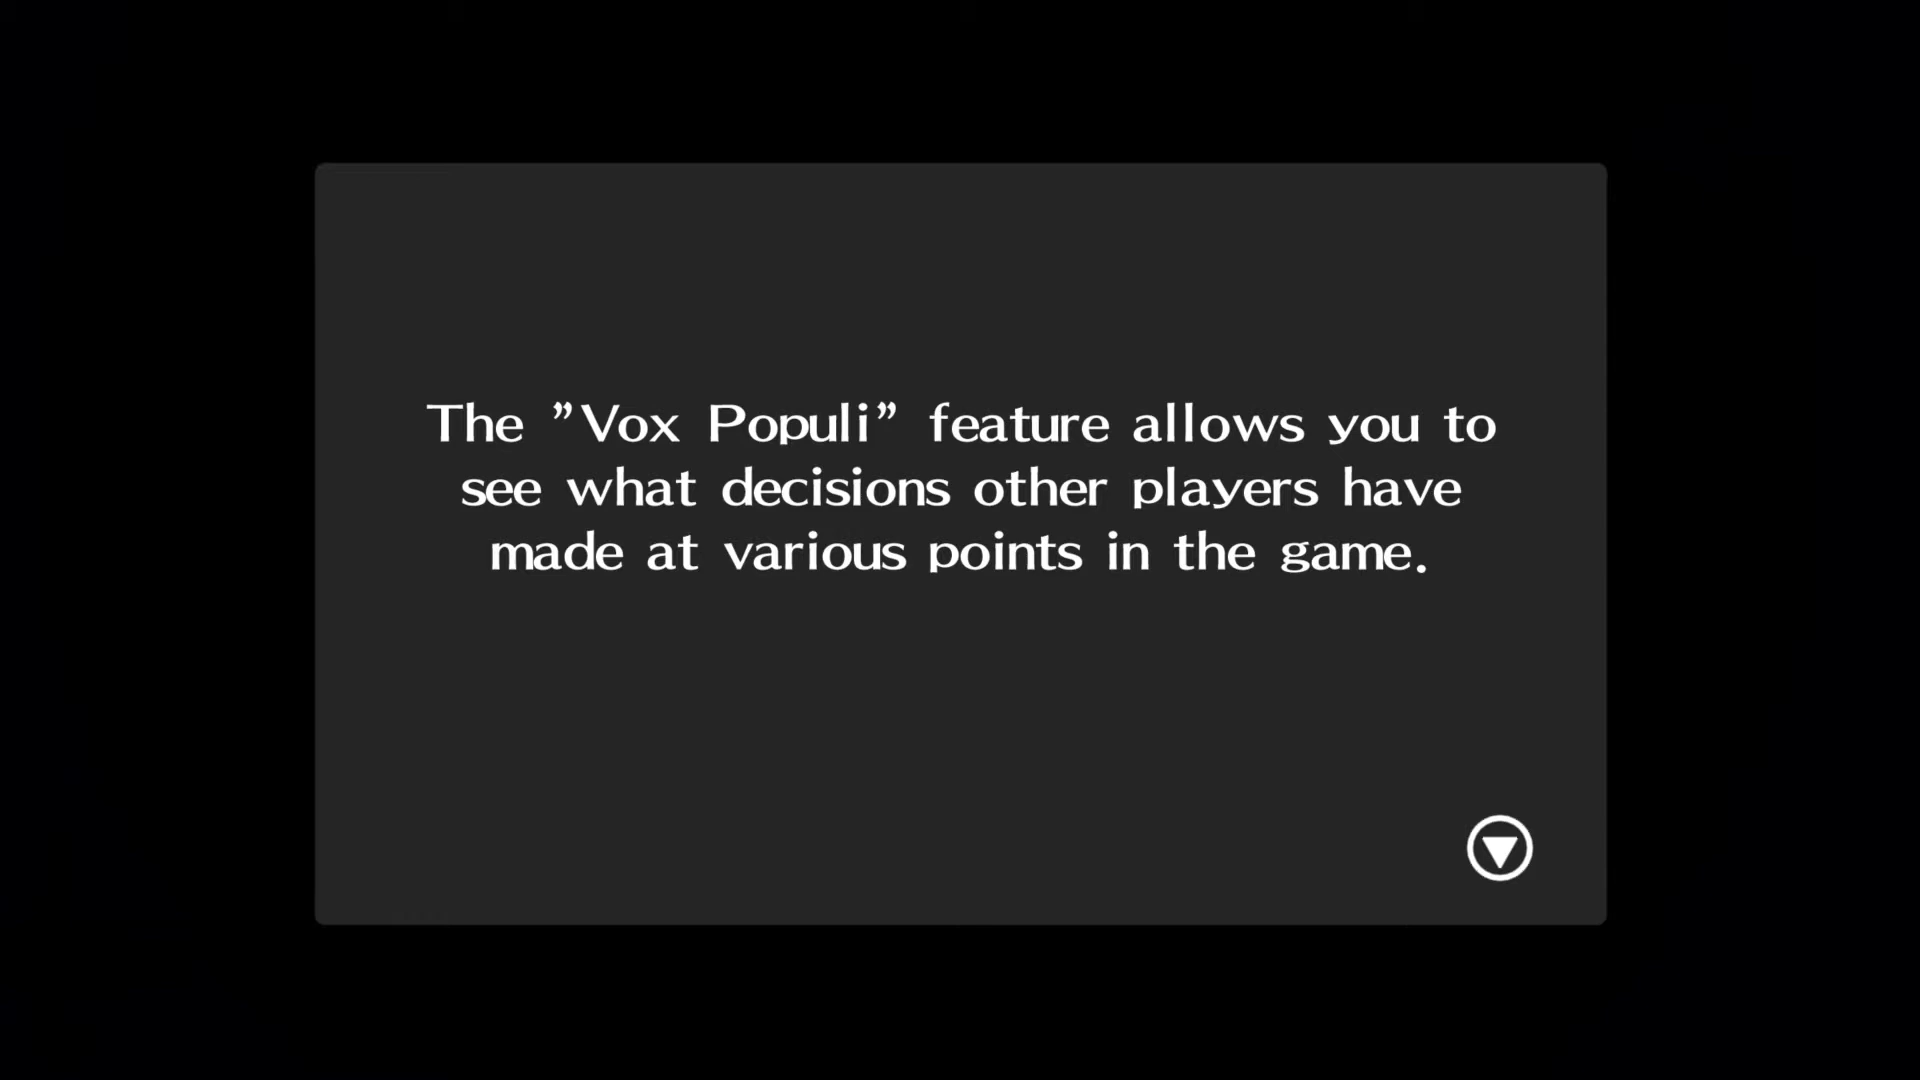 The ”Vox Populi” feature allows you to
see what decisions other players have
made at various points in the game.